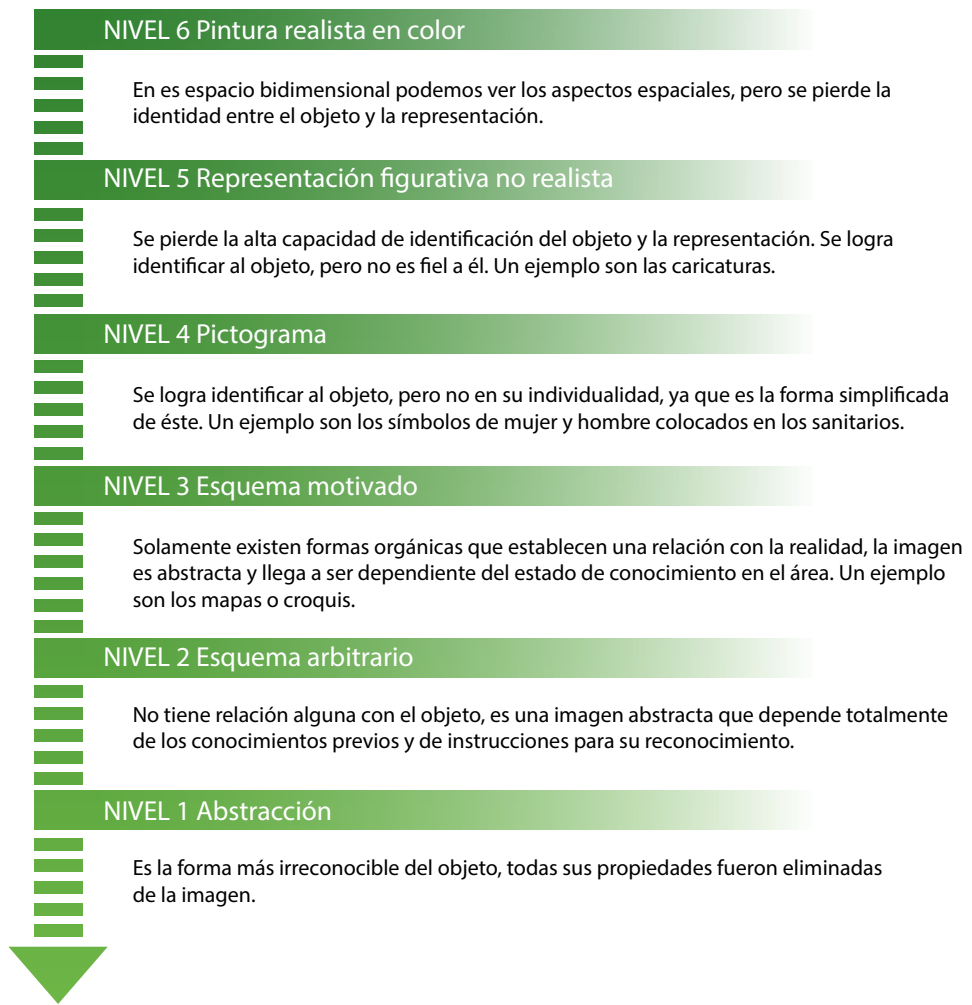 NIVEL 6 Pintura realista en color
En es espacio bidimensional podemos ver los aspectos espaciales, pero se pierde la
identidad entre el objeto y la representación.
NIVEL 5 Representación figurativa no realista
Se pierde la alta capacidad de identificación del objeto y la representación. Se logra
identificar al objeto, pero no es fiel a él. Un ejemplo son las caricaturas.
NIVEL 4 Pictograma
Se logra identificar al objeto, pero no en su individualidad, ya que es la forma simplificada
de éste. Un ejemplo son los símbolos de mujer y hombre colocados en los sanitarios.
NIVEL 3 Esquema motivado
Solamente existen formas orgánicas que establecen una relación con la realidad, la imagen
es abstracta y llega a ser dependiente del estado de conocimiento en el área. Un ejemplo
son los mapas o croquis.
NIVEL 2 Esquema arbitrario
No tiene relación alguna con el objeto, es una imagen abstracta que depende totalmente
de los conocimientos previos y de instrucciones para su reconocimiento.
NIVEL 1 Abstracción
Es la forma más irreconocible del objeto, todas sus propiedades fueron eliminadas
de la imagen.